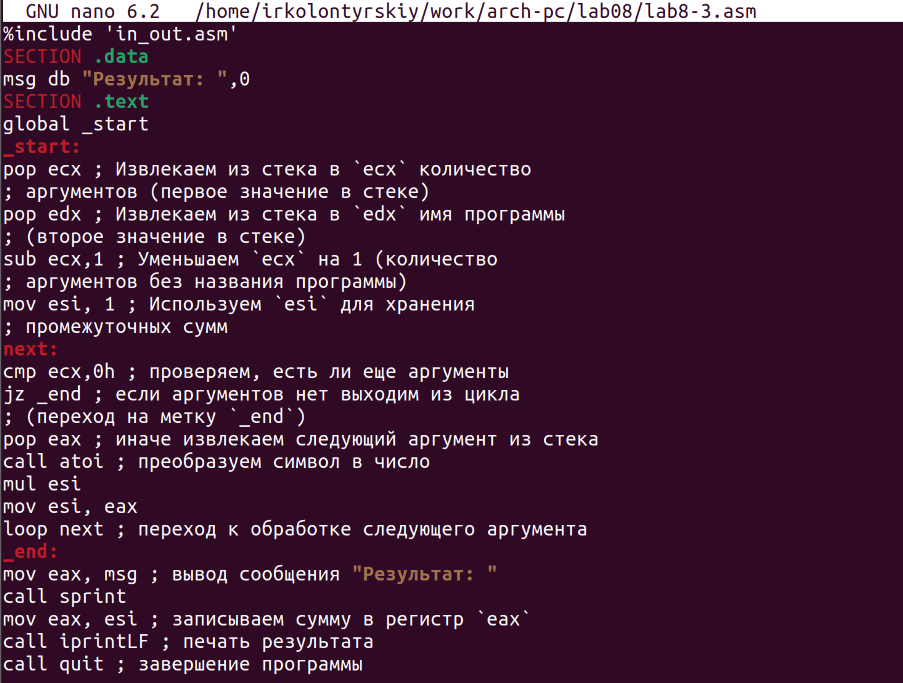 GNU nano 6.2 /home/irkolontyrskiy/work/arch-pc/lab08/lab8-3.asm
%include 'in_out.asm'
SECTION .data
msg db "Результат: ",0
SECTION .text
global _start
_start:
pop ecx ; Извлекаем из стека в `ecx` количество
; аргументов (первое значение в стеке)
pop edx ; Извлекаем из стека в `edx` имя программы
; (второе значение в стеке)
sub ecx,1 ; Уменьшаем `ecx` на 1 (количество
; аргументов без названия программы)
mov esi, 1 ; Используем `esi` для хранения
; промежуточных сумм
next:
cmp ecx,0h ; проверяем, есть ли еще аргументы
jz _end ; если аргументов нет выходим из цикла
; (переход на метку `_end`)
pop eax ; иначе извлекаем следующий аргумент из стека
call atoi ; преобразуем символ в число
mul esi
mov esi, eax
loop next ; переход к обработке следующего аргумента
_end:
mov eax, msg ; вывод сообщения "Результат: "
call sprint
mov eax, esi ; записываем сумму в регистр `eax`
call iprintLF ; печать результата
call quit ; завершение программы